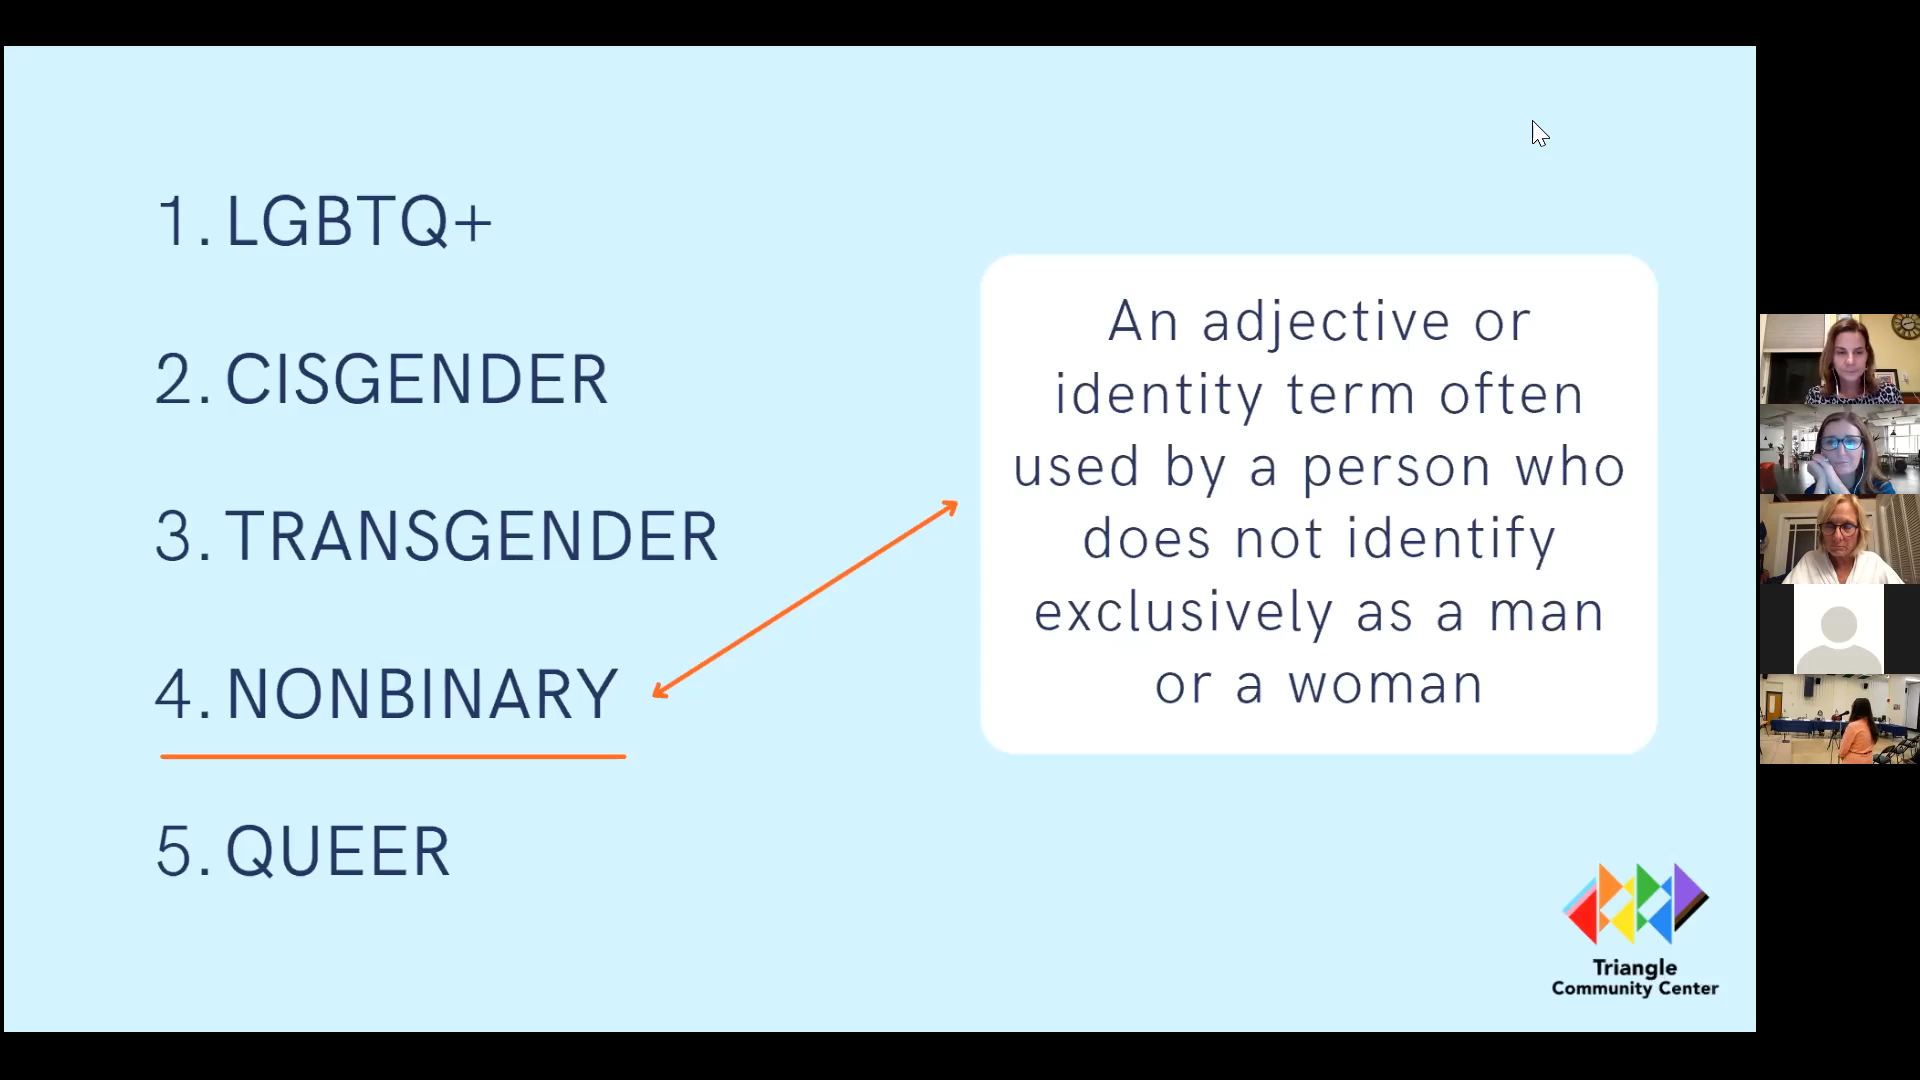 1. LGBTQ+
2. CISGENDER
3. TRANSGENDER
4. NONBINARY
5. QUEER
An adjective or
identity term often
used by a person who
does not identify
exclusively as a man
or a woman
Triangle
Community Center